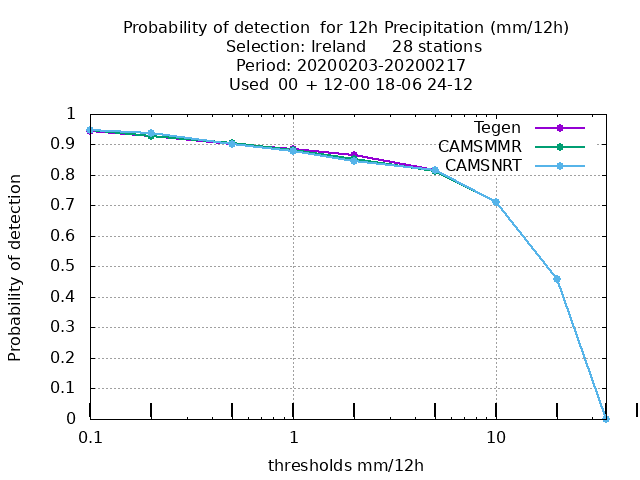 Probability of detection  for 12h Precipitation (mm/12h)
Selection: Ireland     28 stations
Period: 20200203-20200217
Used  00 + 12-00 18-06 24-12
Tegen
CAMSMMR
CAMSNRT
Probability of detection
1
0.9
0.8
0.7
0.6
0.5
0.4
0.3
0.2
0.1
0
0.1
1
10
thresholds mm/12h